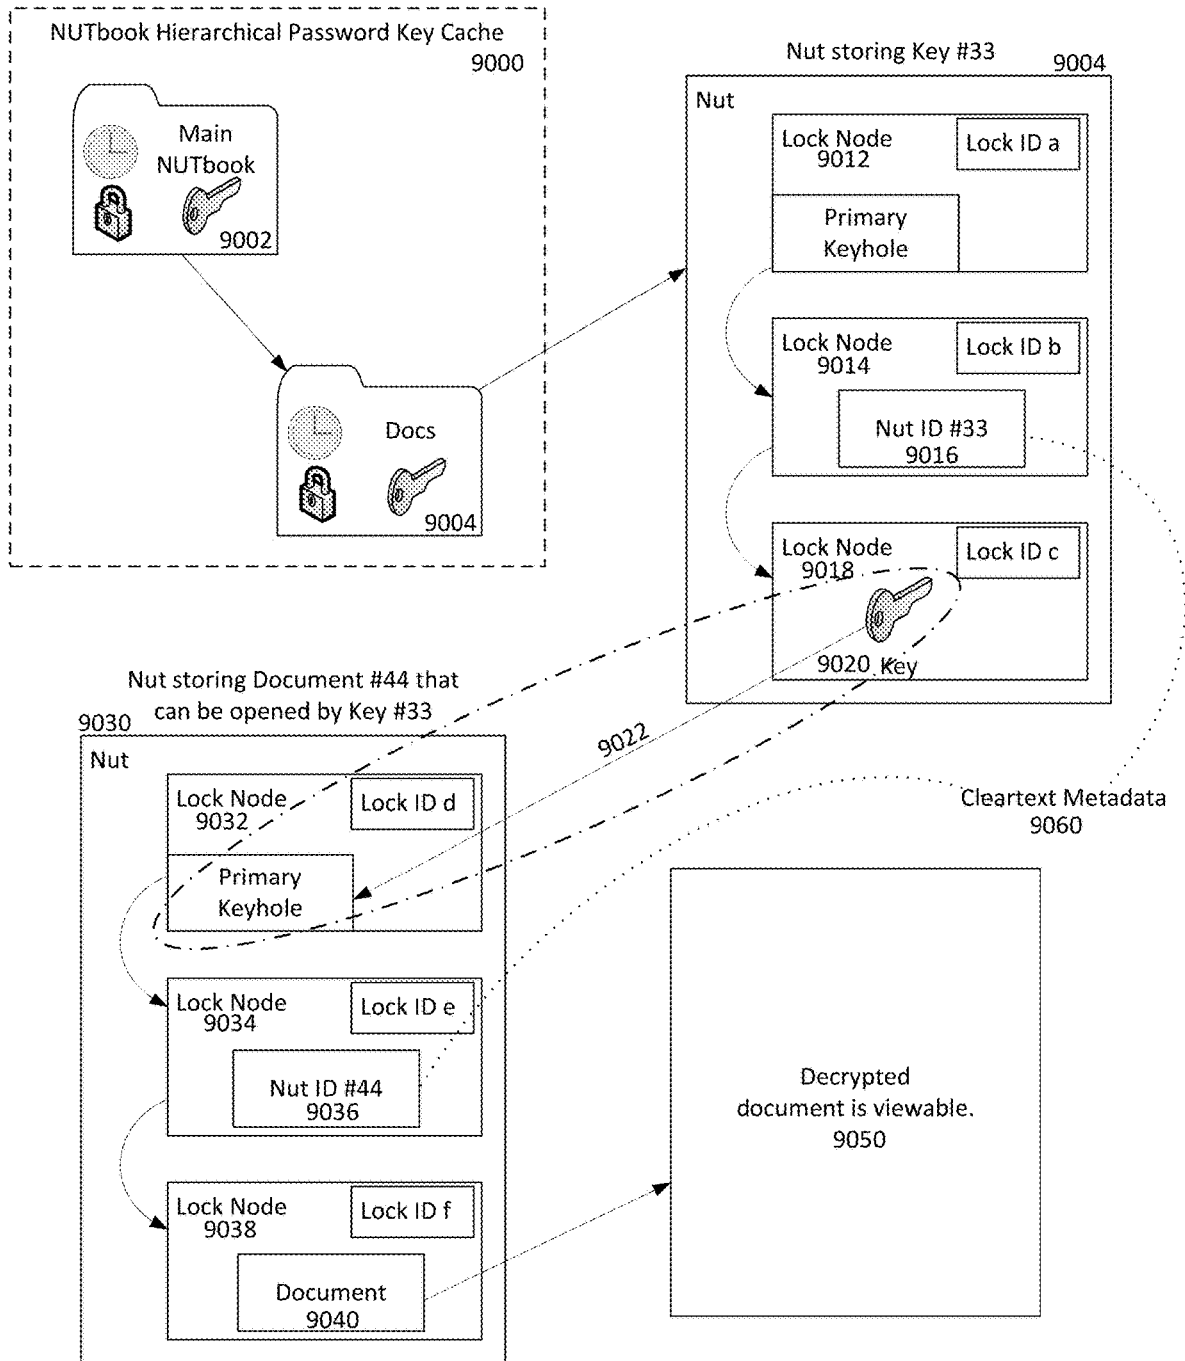 NUTbook Hierarchical Password Key Cache
9000
Main
NUTbook
9002
Docs
9004
Nut storing Key #33
9004
Nut
Lock Node
9012
Lock ID a
Primary
Keyhole
Lock Node
9014
Lock ID b
Nut ID #33
9016
Lock Node
9018
Lock ID c
9020 Key
9022
Nut storing Document #44 that
can be opened by Key #33
9030
Nut
Lock Node
9032
Lock ID d
Primary
Keyhole
Lock Node
9034
Lock ID e
Nut ID #44
9036
Lock Node
9038
Lock ID f
Document
9040
Cleartext Metadata
9060
Decrypted
document is viewable.
9050